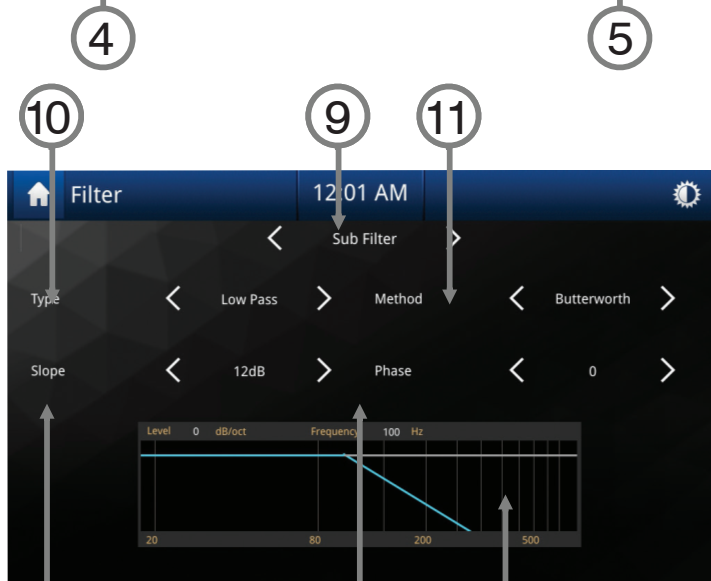 4 5
10 9 11
Filter 12:01 AM
Sub Filter
Type Low Pass Method Butterworth
Slope 12dB Phase 0
Level 0 dB/oct Frequency 100 Hz
20 80 200 500